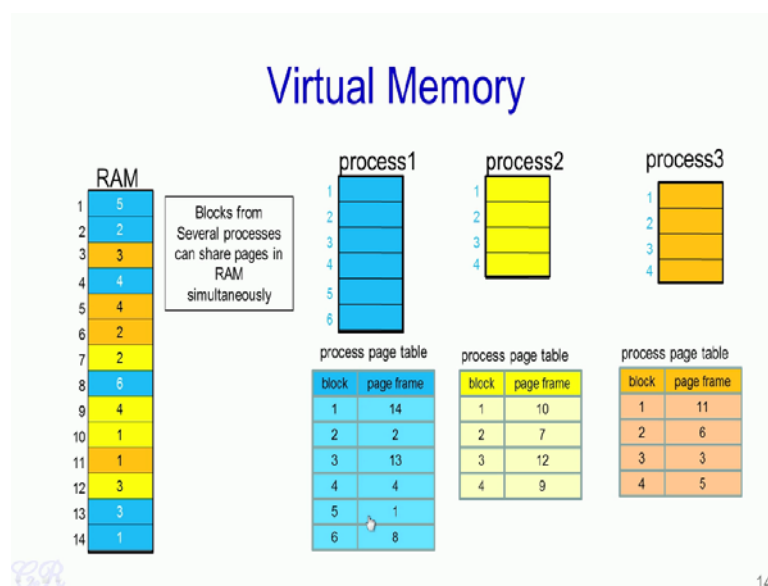 Virtual Memory
RAM
1 5
2 2
3 3
4 4
5 4
6 2
7 2
8 6
9 4
10 1
11 1
12 3
13 3
14 1
Blocks from
Several processes
can share pages in
RAM
simultaneously
process1
1
2
3
4
5
6
process page table
block page frame
1 14
2 2
3 13
4 4
5 1
6 8
process2
1
2
3
4
process page table
block page frame
1 10
2 7
3 12
4 9
process3
1
2
3
4
process page table
block page frame
1 11
2 6
3 3
4 5